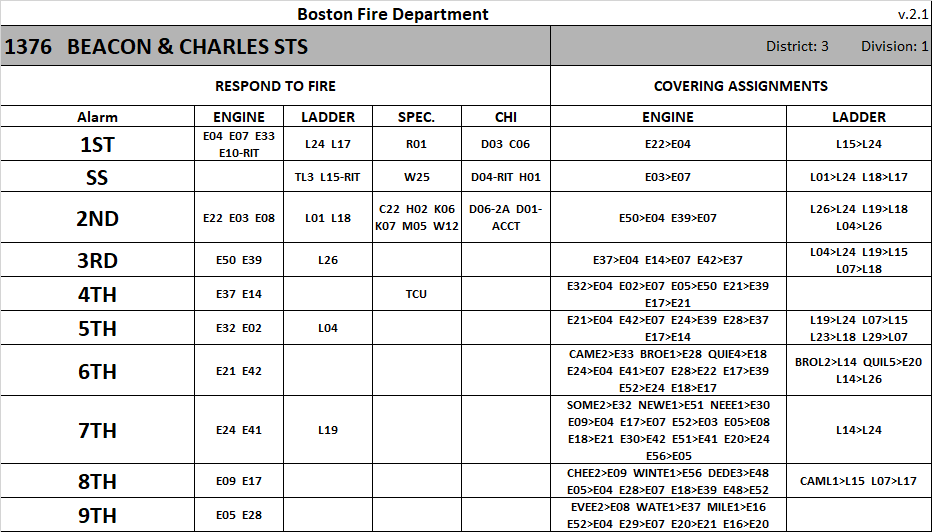 Boston Fire Department v.2.1
1376 BEACON & CHARLES STS District: 3 Division: 1
RESPOND TO FIRE COVERING ASSIGNMENTS
Alarm ENGINE LADDER SPEC. CHI ENGINE LADDER
1ST E04 E07 E33 L24 L17 R01 D03 C06 E22>E04 L15>L24
E10-RIT
SS TL3 L15-RIT W25 D04-RIT H01 E03>E07 L01>L24 L18>L17
2ND E22 E03 E08 L01 L18 C22 H02 K06 D06-2A D01- E50>E04 E39>E07 L26>L24 L19>L18
K07 M05 W12 ACCT L04>L26
3RD E50 E39 L26 E37>E04 E14>E07 E42>E37 L04>L24 L19>L15
L07>L18
4TH E37 E14 TCU E32>E04 E02>E07 E05>E50 E21>E39
E17>E21
5TH E32 E02 L04 E21>E04 E42>E07 E24>E39 E28>E37 L19>L24 L07>L15
E17>E14 L23>L18 L29>L07
6TH E21 E42 CAME2>E33 BROE1>E28 QUIE4>E18 BROL2>L14 QUIL5>E20
E24>E04 E41>E07 E28>E22 E17>E39 L14>L26
E52>E24 E18>E17
7TH E24 E41 L19 SOME2>E32 NEWE1>E51 NEEE1>E30 L14>L24
E09>E04 E17>E07 E52>E03 E05>E08
E18>E21 E30>E42 E51>E41 E20>E24
E56>E05
8TH E09 E17 CHEE2>E09 WINTE1>E56 DEDE3>E48 CAML1>L15 L07>L17
E05>E04 E28>E07 E18>E39 E48>E52
9TH E05 E28 EVEE2>E08 WATE1>E37 MILE1>E16
E52>E04 E29>E07 E20>E21 E16>E20